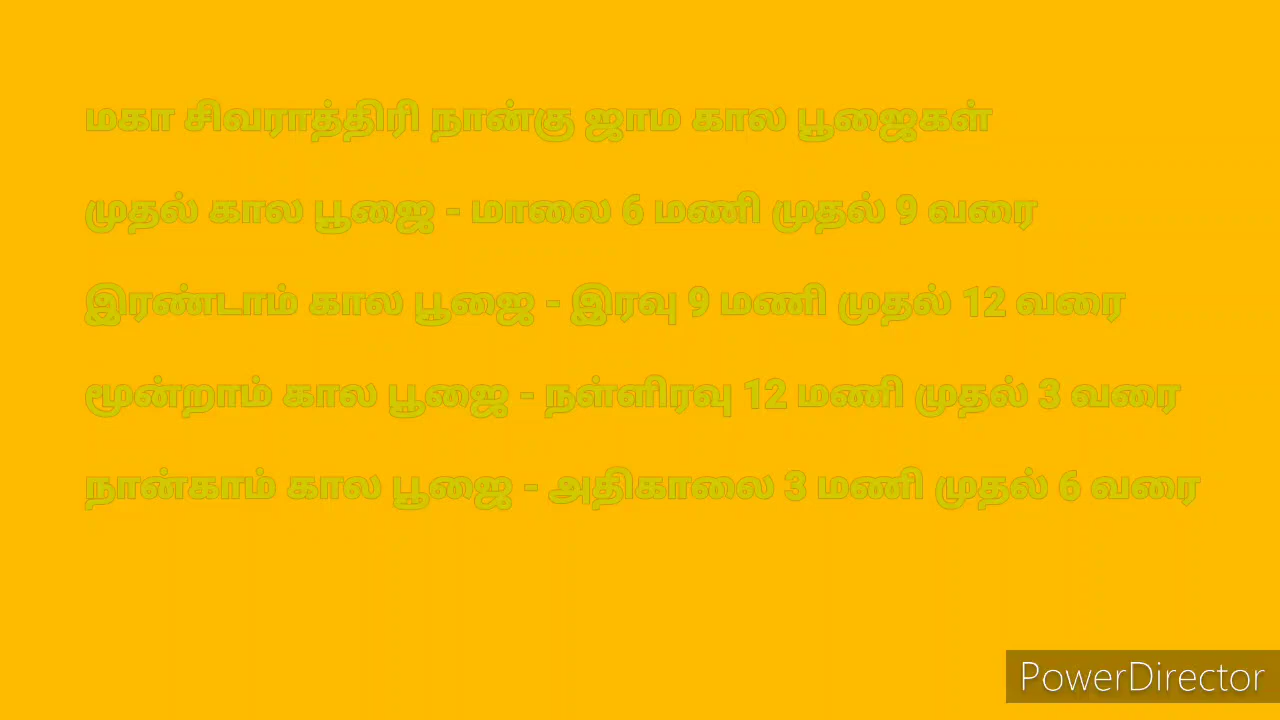 மகா சிவராத்திரி நான்கு ஜாம கால பூஜைகள்
முதல் கால பூஜை - மாலை 6 மணி முதல் 9 வரை
இரண்டாம் கால பூஜை - இரவு 9 மணி முதல் 12 வரை
மூன்றாம் கால பூஜை - நள்ளிரவு 12 மணி முதல் 3 வரை
நான்காம் கால பூஜை - அதிகாலை 3 மணி முதல் 6 வரை
PowerDirector